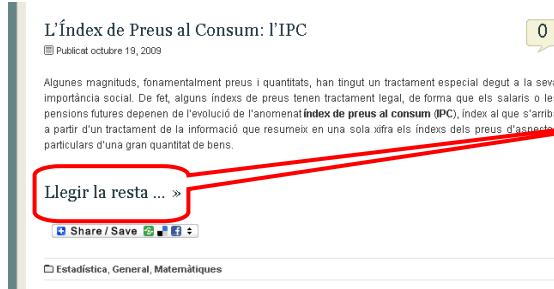 L'Índex de Preus al Consum: l'IPC
0
Publicat octubre 19, 2009
Algunes magnituds, fonamentalment preus i quantitats, han tingut un tractament especial degut a la seva
importància social. De fet, alguns índexs de preus tenen tractament legal, de forma que els salaris o les
pensions futures depenen de l'evolució de l'anomenat índex de preus al consum (IPC), índex al que s'arriba
a partir d'un tractament de la informació que resumeix en una sola xifra els índexs dels preus d'aspectes
particulars d'una gran quantitat de bens.
Llegir la resta ... »
Share / Save
Estadística, General, Matemàtiques